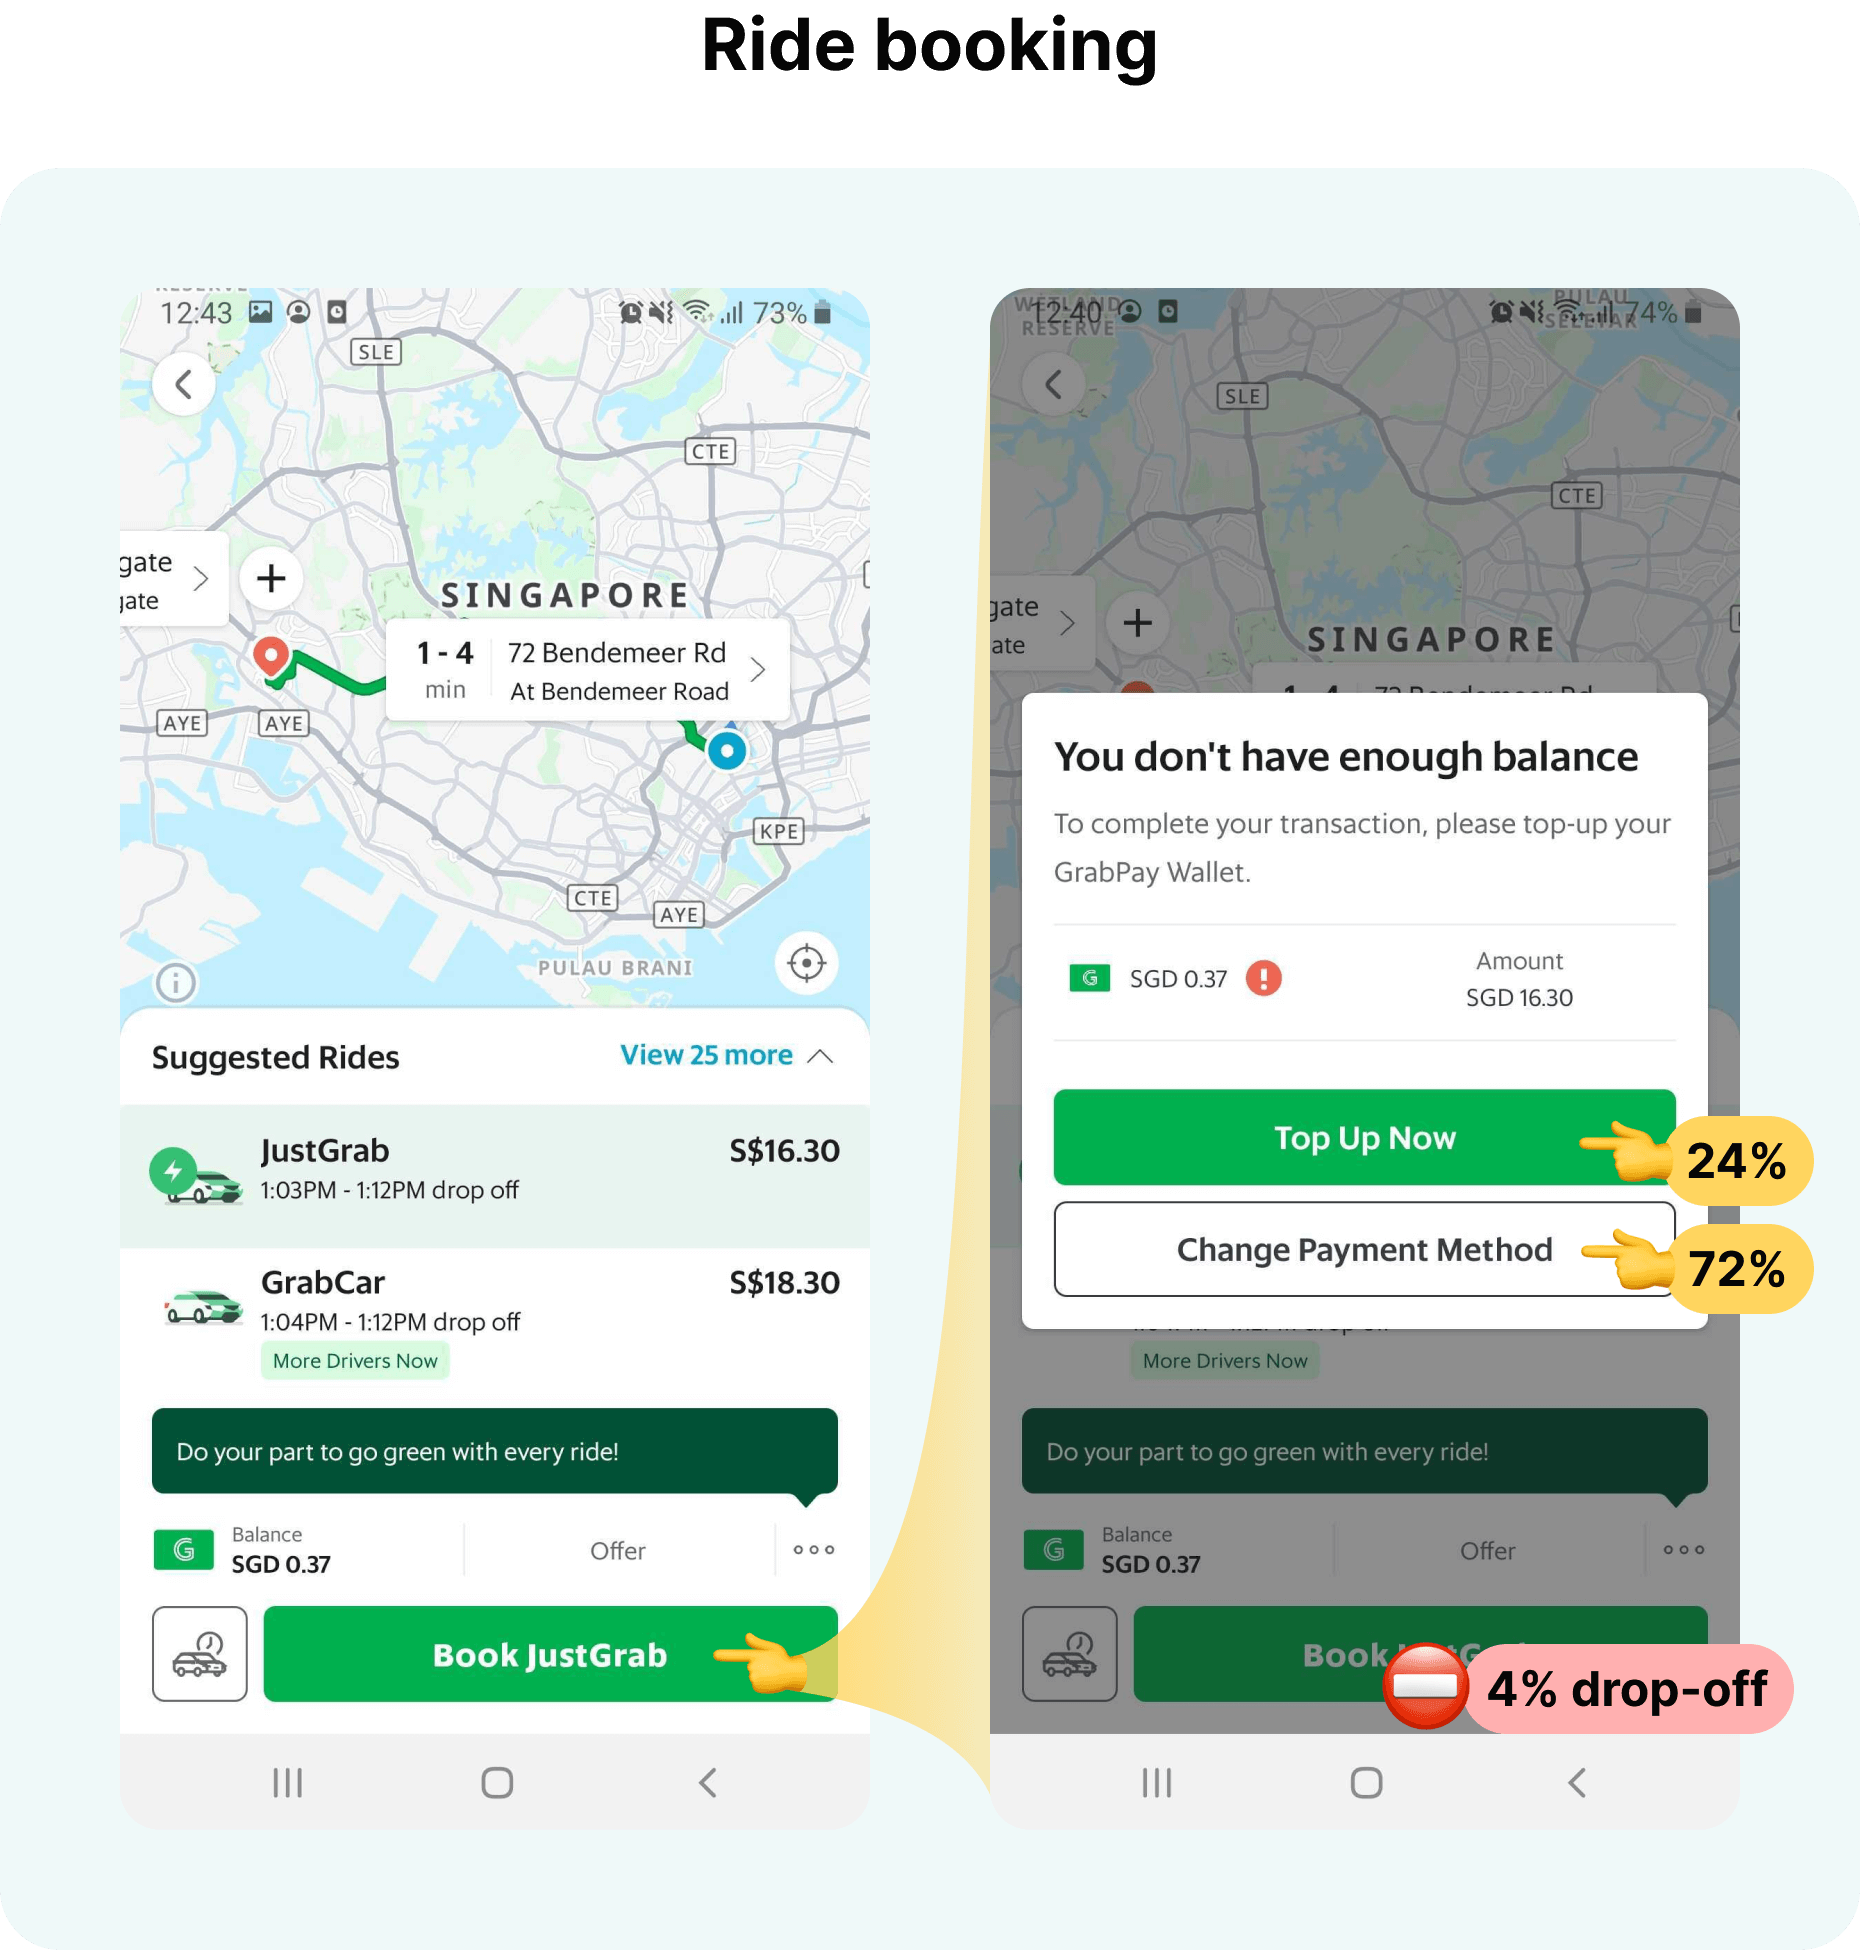 Ride booking
12:43
73%
SLE
CTE
gate
gate
SINGAPORE
1 - 4
min
72 Bendemeer Rd
At Bendemeer Road
AYE
AYE
KPE
CTE
AYE
PULAU BRANI
Suggested Rides
View 25 more
JustGrab
S$16.30
1:03PM - 1:12PM drop off
GrabCar
S$18.30
1:04PM - 1:12PM drop off
More Drivers Now
Do your part to go green with every ride!
Balance
SGD 0.37
Offer
Book JustGrab
WETLAND
RESERVE
12:40
PULAU
SELETAR
74%
SLE
CTE
gate
ate
SINGAPORE
You don't have enough balance
To complete your transaction, please top-up your
GrabPay Wallet.
SGD 0.37
Amount
SGD 16.30
Top Up Now
24%
Change Payment Method
72%
More Drivers Now
Do your part to go green with every ride!
Balance
SGD 0.37
Offer
Book
4% drop-off